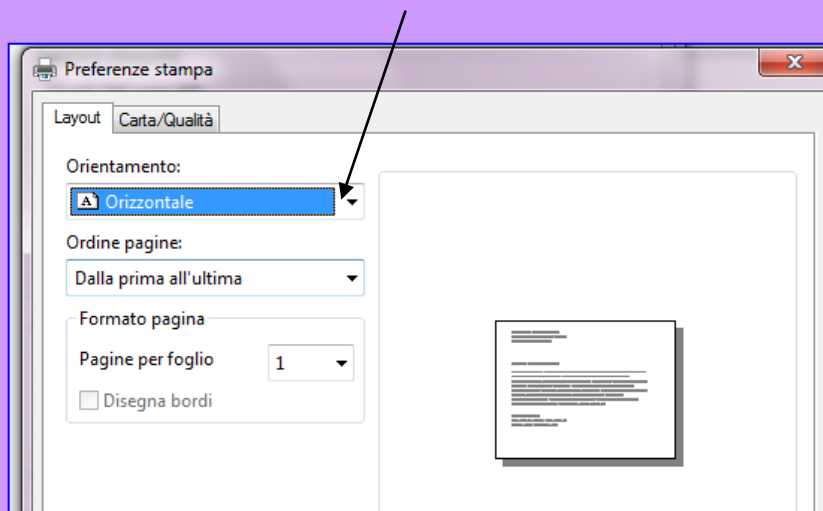 Preferenze stampa
Layout Carta/Qualità
Orientamento:
A Orizzontale
Ordine pagine:
Dalla prima all'ultima
Formato pagina
Pagine per foglio 1
Disegna bordi